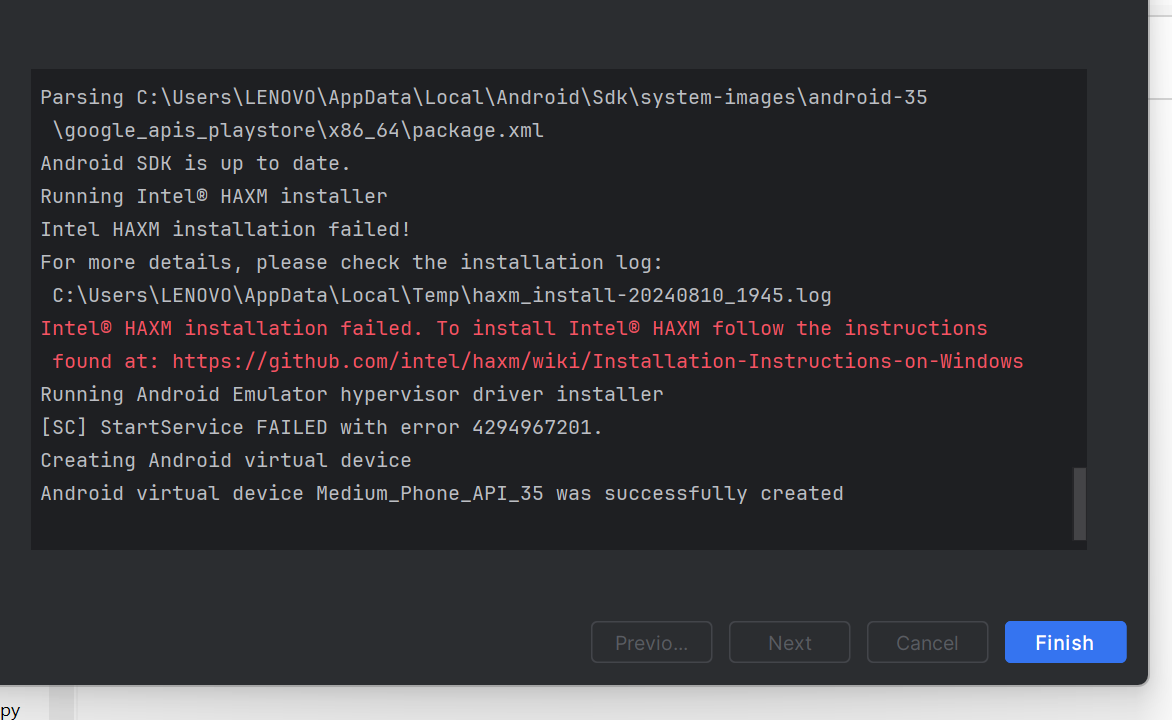 Parsing C:\Users\LENOVO\AppData\Local\Android\Sdk\system-images\android-35
\google_apis_playstore\x86_64\package.xml
Android SDK is up to date.
Running Intel® HAXM installer
Intel HAXM installation failed!
For more details, please check the installation log:
C:\Users\LENOVO\AppData\Local\Temp\haxm_install-20240810_1945.log
Intel® HAXM installation failed. To install Intel® HAXM follow the instructions
found at: https://github.com/intel/haxm/wiki/Installation-Instructions-on-Windows
Running Android Emulator hypervisor driver installer
[SC] StartService FAILED with error 4294967201.
Creating Android virtual device
Android virtual device Medium_Phone_API_35 was successfully created
Previo... Next Cancel Finish
py